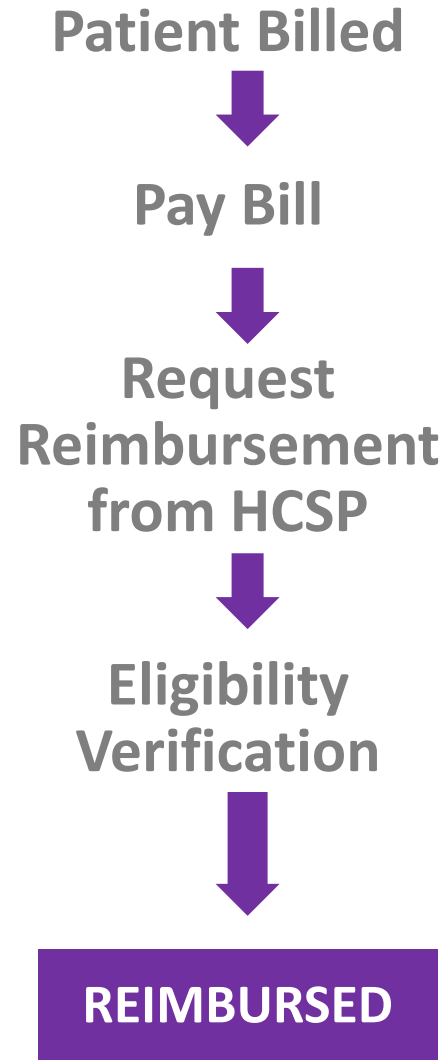 Patient Billed
Pay Bill
Request
Reimbursement
from HCSP
Eligibility
Verification
REIMBURSED